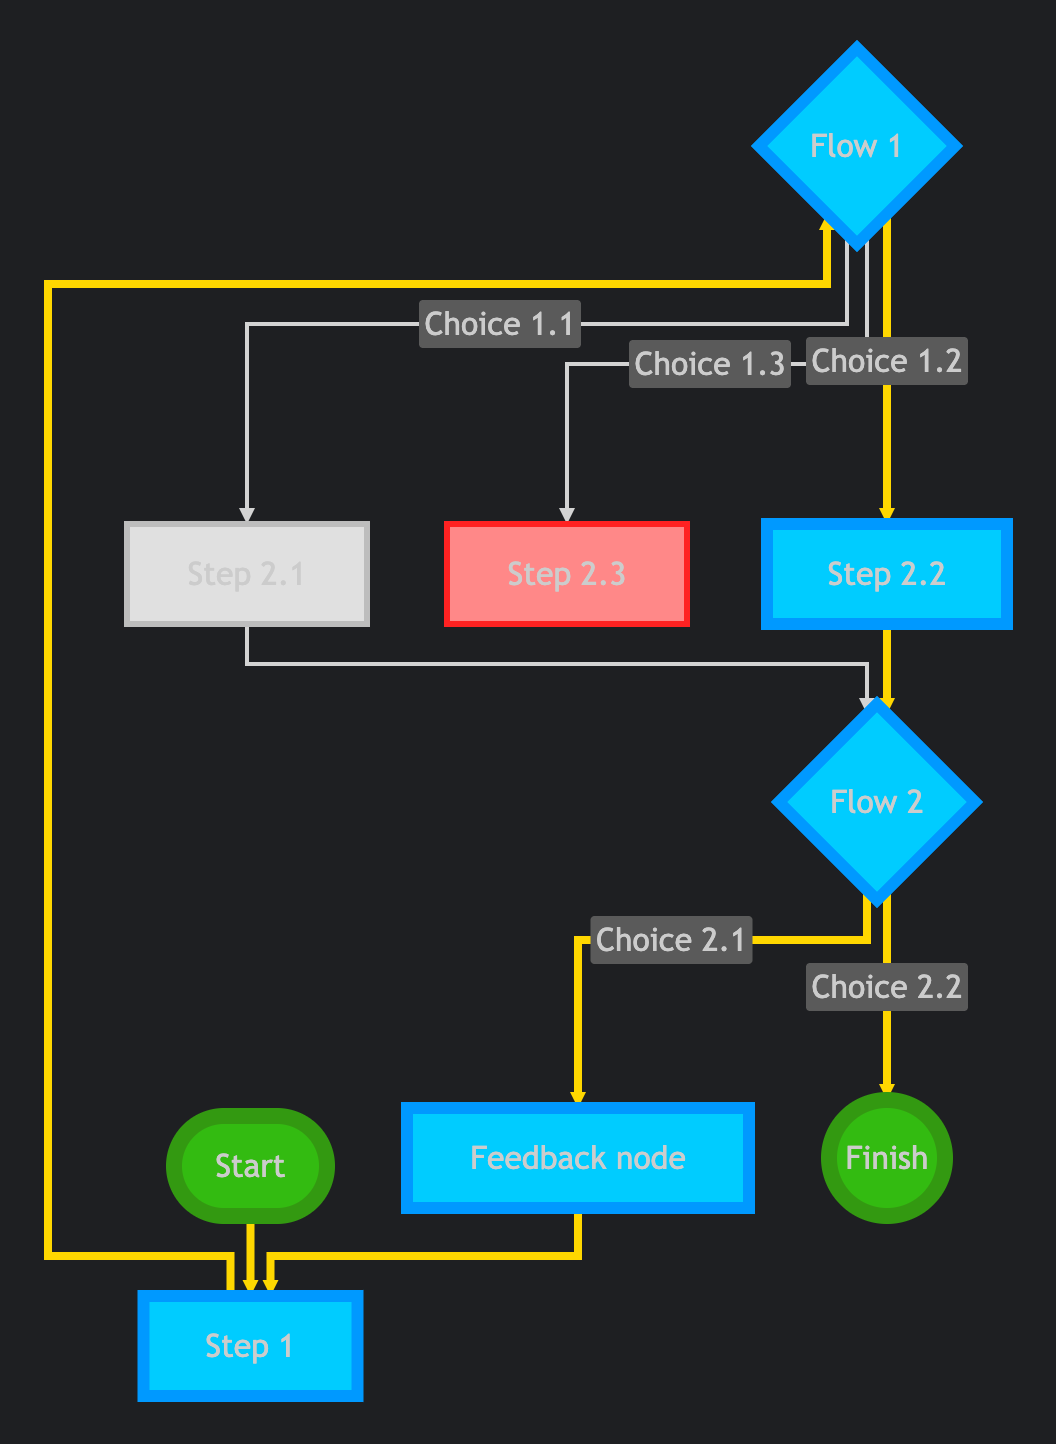 Flow 1
Choice 1.1
Choice 1.3
Choice 1.2
Step 2.1
Step 2.3
Step 2.2
Flow 2
Choice 2.1
Choice 2.2
Start
Feedback node
Finish
Step 1